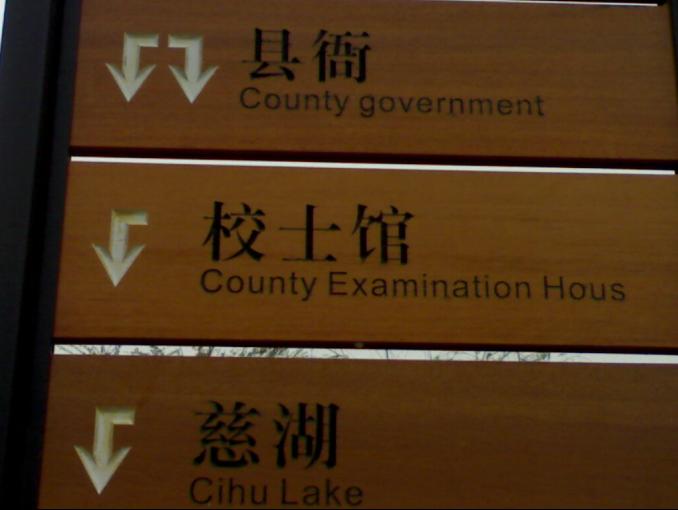 县衙
County government
校士馆
County Examination Hous
慈湖
Cihu Lake